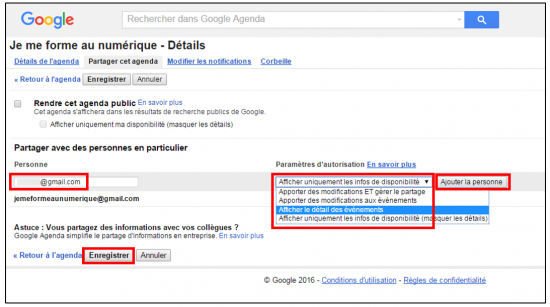 Google Rechercher dans Google Agenda
Je me forme au numérique - Détails
Détails de l'agenda Partager cet agenda Modifier les notifications Corbeille
« Retour à l'agenda Enregistrer Annuler
Rendre cet agenda public En savoir plus
Cet agenda s'affichera dans les résultats de recherche publics de Google.
Afficher uniquement ma disponibilité (masquer les détails)
Partager avec des personnes en particulier
Personne Paramètres d'autorisation En savoir plus
@gmail.com Afficher uniquement les infos de disponibilité Ajouter la personne
Apporter des modifications ET gérer le partage
jemeformeaunumerique@gmail.com Apporter des modifications aux événements
Afficher le détail des événements
Afficher uniquement les infos de disponibilité (masquer les détails)
Astuce : Vous partagez des informations avec vos collègues ?
Google Agenda simplifie le partage d'informations en entreprise. En savoir plus
« Retour à l'agenda Enregistrer Annuler
© Google 2016 - Conditions d'utilisation - Règles de confidentialité